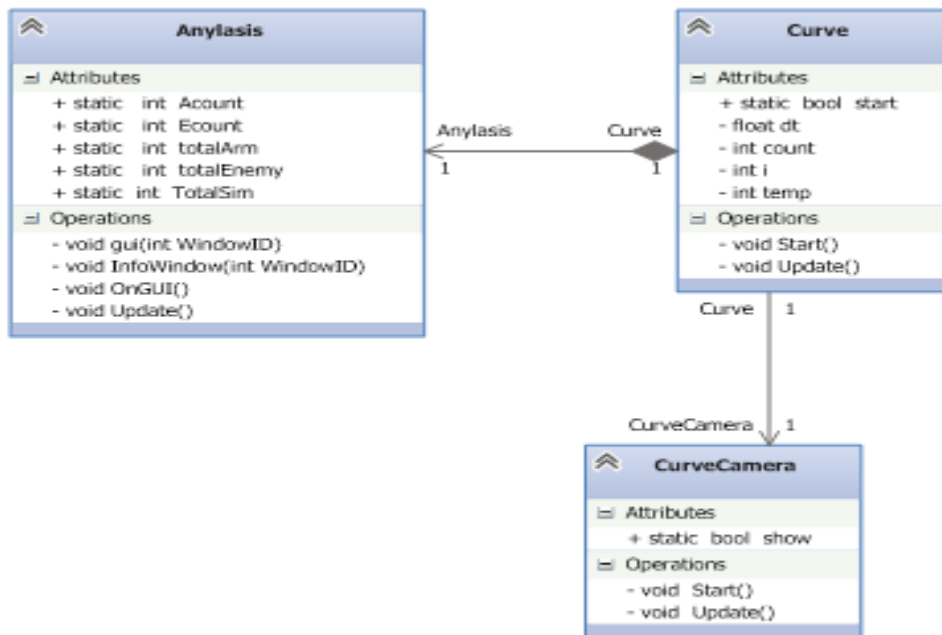 Anylasis
Attributes
+ static int Acount
+ static int Ecount
+ static int totalArm
+ static int totalEnemy
+ static int TotalSim
Operations
- void gui(int WindowID)
- void InfoWindow(int WindowID)
- void OnGUI()
- void Update()
Anylasis
1
Curve
1
Curve
Attributes
+ static bool start
- float dt
- int count
- int i
- int temp
Operations
- void Start()
- void Update()
Curve 1
CurveCamera 1
CurveCamera
Attributes
+ static bool show
Operations
- void Start()
- void Update()